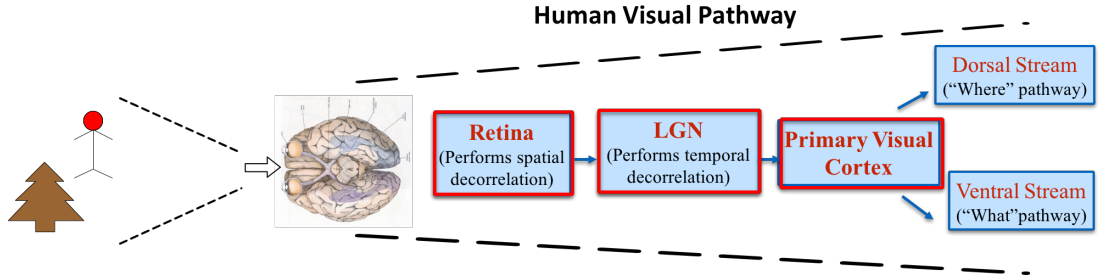 Human Visual Pathway
Retina
(Performs spatial
decorrelation)
LGN
(Performs temporal
decorrelation)
Primary Visual
Cortex
Dorsal Stream
(“Where” pathway)
Ventral Stream
(“What”pathway)